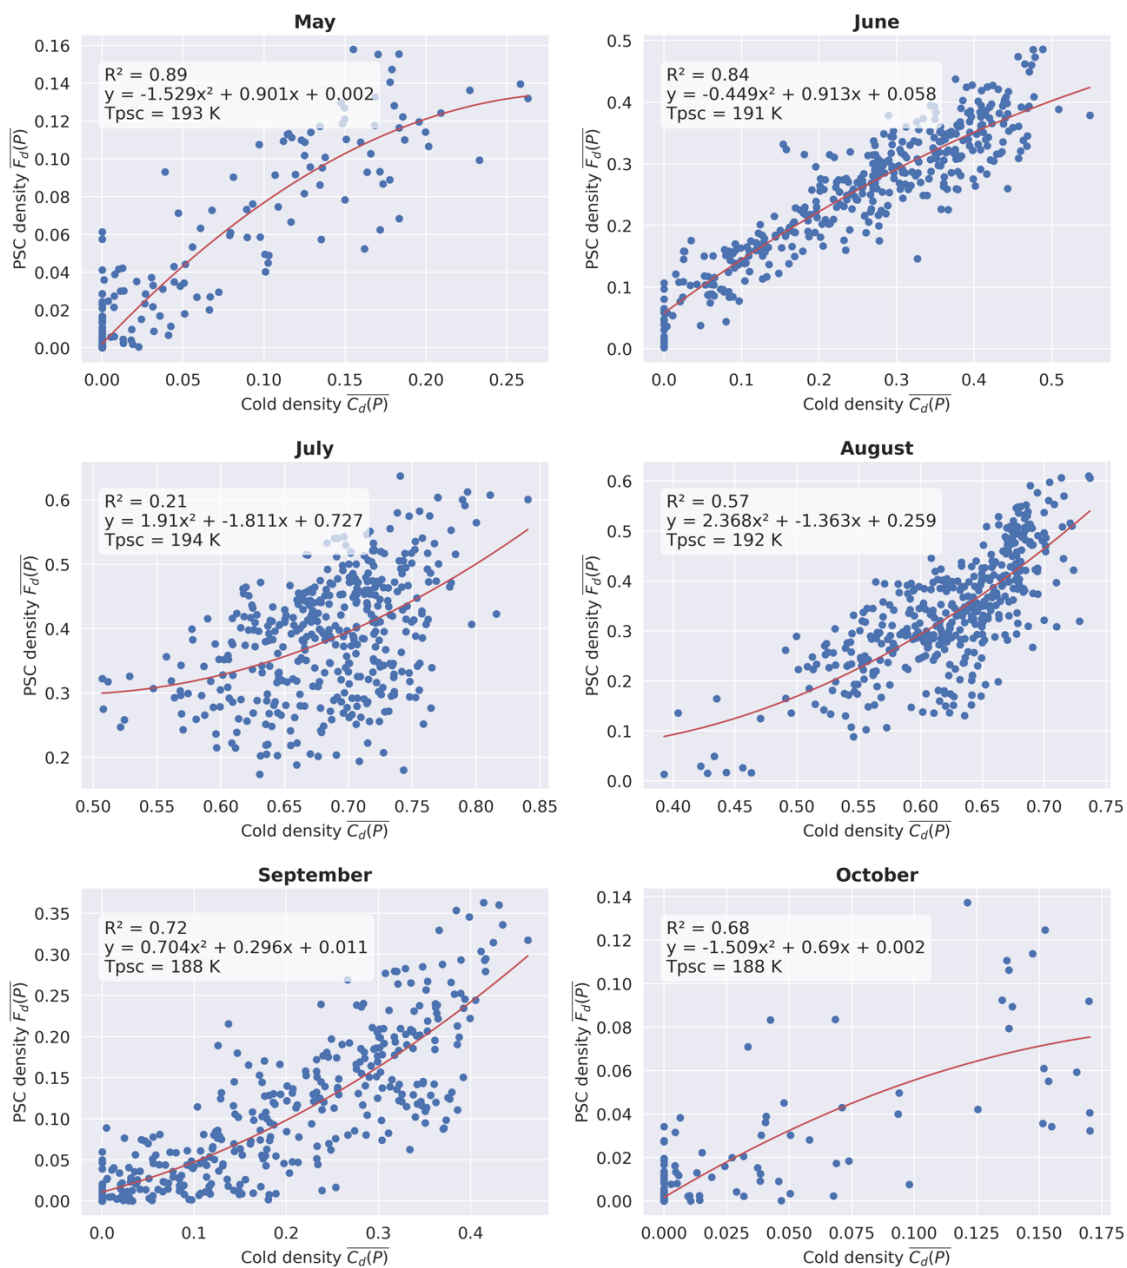 May
0.16
0.14
0.12
0.10
0.08
0.06
0.04
0.02
0.00
PSC density F_d(P)
R² = 0.89
y = -1.529x² + 0.901x + 0.002
Tpsc = 193 K
0.00 0.05 0.10 0.15 0.20 0.25
Cold density C_d(P)
June
0.5
0.4
0.3
0.2
0.1
0.0
PSC density F_d(P)
R² = 0.84
y = -0.449x² + 0.913x + 0.058
Tpsc = 191 K
0.0 0.1 0.2 0.3 0.4 0.5
Cold density C_d(P)
July
0.6
0.5
0.4
0.3
0.2
PSC density F_d(P)
R² = 0.21
y = 1.91x² + -1.811x + 0.727
Tpsc = 194 K
0.50 0.55 0.60 0.65 0.70 0.75 0.80 0.85
Cold density C_d(P)
August
0.6
0.5
0.4
0.3
0.2
0.1
0.0
PSC density F_d(P)
R² = 0.57
y = 2.368x² + -1.363x + 0.259
Tpsc = 192 K
0.40 0.45 0.50 0.55 0.60 0.65 0.70 0.75
Cold density C_d(P)
September
0.35
0.30
0.25
0.20
0.15
0.10
0.05
0.00
PSC density F_d(P)
R² = 0.72
y = 0.704x² + 0.296x + 0.011
Tpsc = 188 K
0.0 0.1 0.2 0.3 0.4
Cold density C_d(P)
October
0.14
0.12
0.10
0.08
0.06
0.04
0.02
0.00
PSC density F_d(P)
R² = 0.68
y = -1.509x² + 0.69x + 0.002
Tpsc = 188 K
0.000 0.025 0.050 0.075 0.100 0.125 0.150 0.175
Cold density C_d(P)